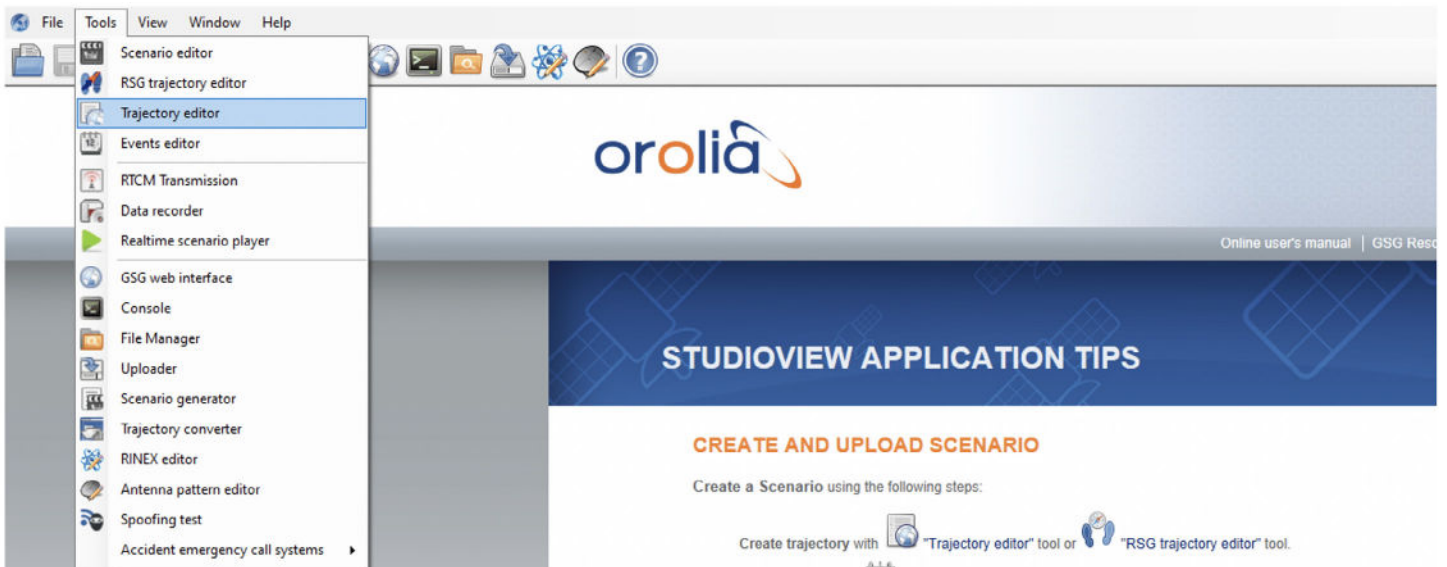 File Tools View Window Help
Scenario editor
RSG trajectory editor
Trajectory editor
Events editor
RTCM Transmission
Data recorder
Realtime scenario player
GSG web interface
Console
File Manager
Uploader
Scenario generator
Trajectory converter
RINEX editor
Antenna pattern editor
Spoofing test
Accident emergency call systems
orolia
Online user's manual | GSG
STUDIOVIEW APPLICATION TIPS
CREATE AND UPLOAD SCENARIO
Create a Scenario using the following steps:
Create trajectory with "Trajectory editor" tool or "RSG trajectory editor" tool.